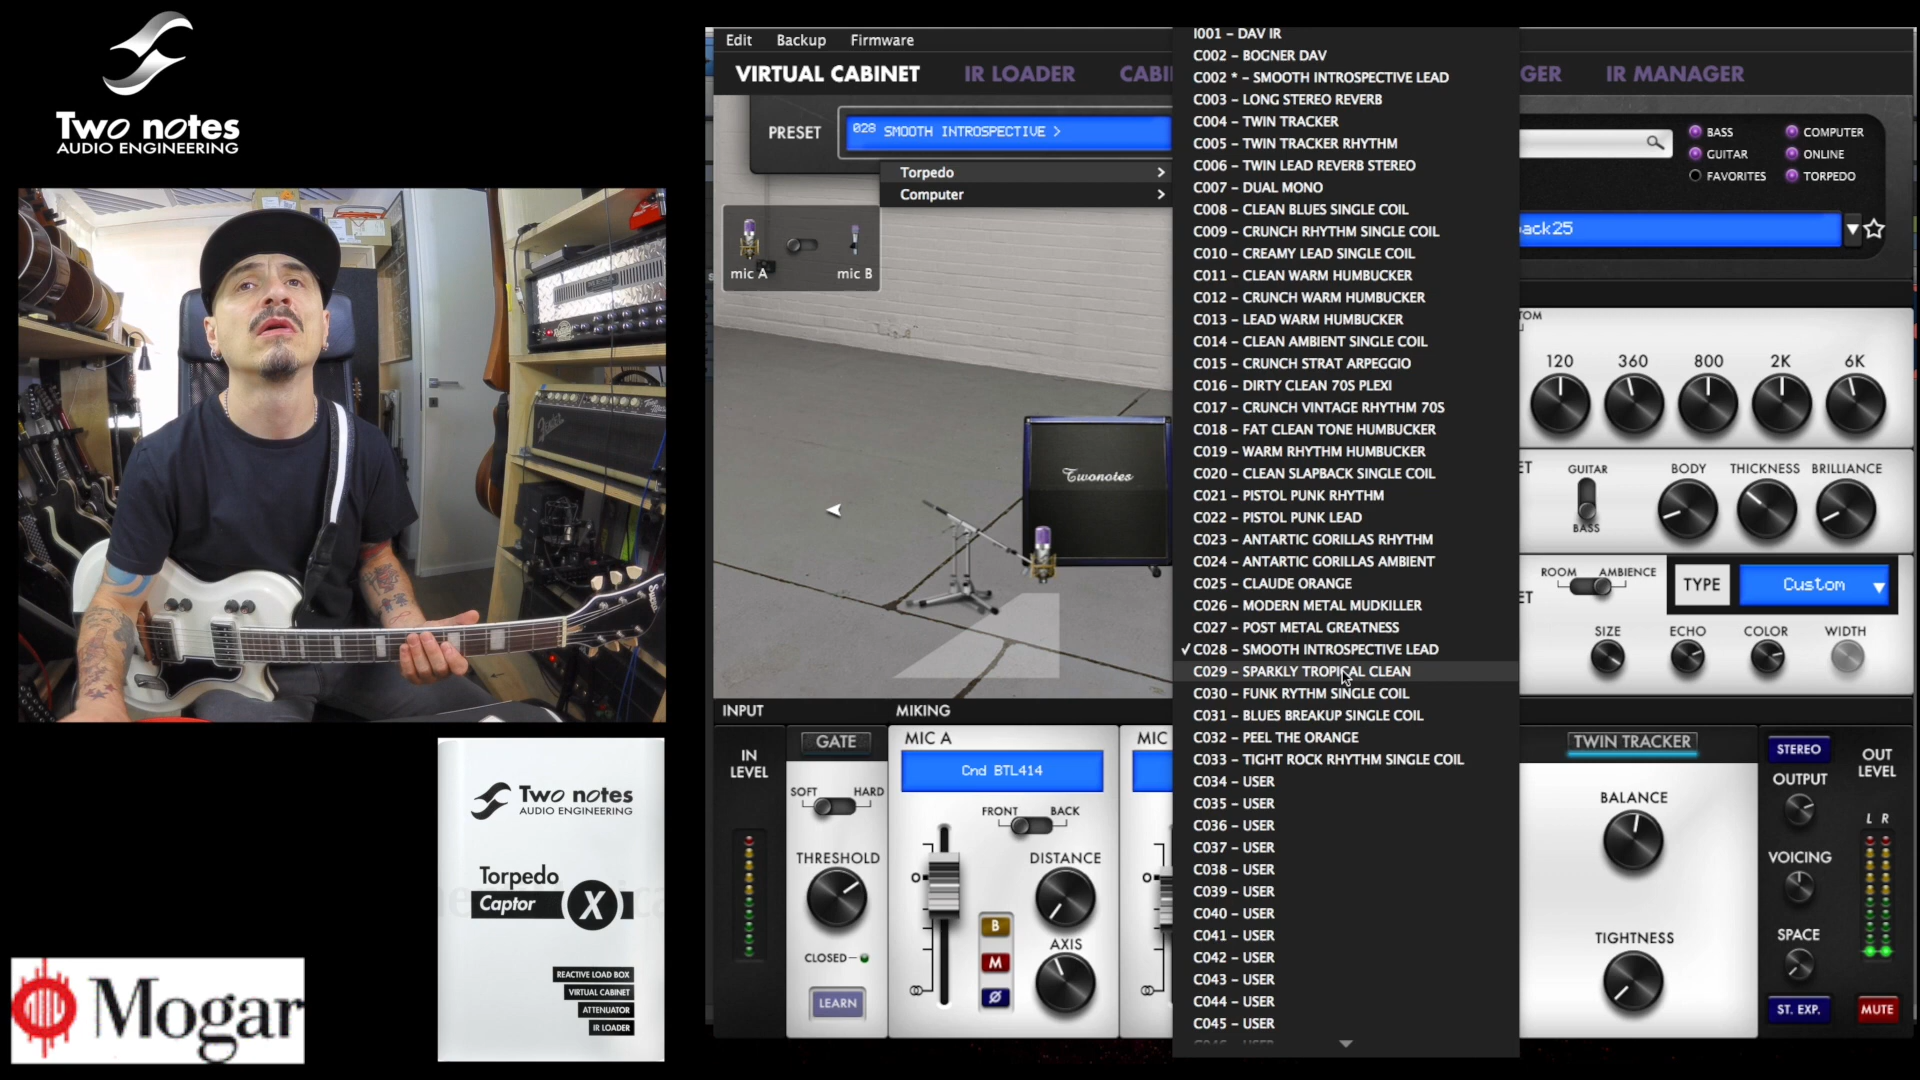 Two notes
AUDIO ENGINEERING
Two notes
AUDIO ENGINEERING
Torpedo
Captor X
REACTIVE LOAD BOX
VIRTUAL CABINET
ATTENUATOR
IR LOADER
Mogar
Edit Backup Firmware
VIRTUAL CABINET IR LOADER CABI
GER IR MANAGER
PRESET 028 SMOOTH INTROSPECTIVE >
Torpedo >
Computer >
mic A mic B
Twonotes
I001 – DAV IR
C002 – BOGNER DAV
C002 * – SMOOTH INTROSPECTIVE LEAD
C003 – LONG STEREO REVERB
C004 – TWIN TRACKER
C005 – TWIN TRACKER RHYTHM
C006 – TWIN LEAD REVERB STEREO
C007 – DUAL MONO
C008 – CLEAN BLUES SINGLE COIL
C009 – CRUNCH RHYTHM SINGLE COIL
C010 – CREAMY LEAD SINGLE COIL
C011 – CLEAN WARM HUMBUCKER
C012 – CRUNCH WARM HUMBUCKER
C013 – LEAD WARM HUMBUCKER
C014 – CLEAN AMBIENT SINGLE COIL
C015 – CRUNCH STRAT ARPEGGIO
C016 – DIRTY CLEAN 70S PLEXI
C017 – CRUNCH VINTAGE RHYTHM 70S
C018 – FAT CLEAN TONE HUMBUCKER
C019 – WARM RHYTHM HUMBUCKER
C020 – CLEAN SLAPBACK SINGLE COIL
C021 – PISTOL PUNK RHYTHM
C022 – PISTOL PUNK LEAD
C023 – ANTARTIC GORILLAS RHYTHM
C024 – ANTARTIC GORILLAS AMBIENT
C025 – CLAUDE ORANGE
C026 – MODERN METAL MUDKILLER
C027 – POST METAL GREATNESS
✓ C028 – SMOOTH INTROSPECTIVE LEAD
C029 – SPARKLY TROPICAL CLEAN
C030 – FUNK RYTHM SINGLE COIL
C031 – BLUES BREAKUP SINGLE COIL
C032 – PEEL THE ORANGE
C033 – TIGHT ROCK RHYTHM SINGLE COIL
C034 – USER
C035 – USER
C036 – USER
C037 – USER
C038 – USER
C039 – USER
C040 – USER
C041 – USER
C042 – USER
C043 – USER
C044 – USER
C045 – USER
C046 – USER
BASS COMPUTER
GUITAR ONLINE
FAVORITES TORPEDO
ack25
TOM
120 360 800 2K 6K
ET GUITAR BODY THICKNESS BRILLIANCE
BASS
ROOM AMBIENCE TYPE Custom
ET
SIZE ECHO COLOR WIDTH
INPUT MIKING
IN LEVEL
GATE
SOFT HARD
THRESHOLD
CLOSED
LEARN
MIC A
Cnd BTL414
FRONT BACK
DISTANCE
B
AXIS
M
Ø
MIC
TWIN TRACKER
BALANCE
TIGHTNESS
STEREO
OUTPUT
VOICING
SPACE
ST. EXP.
OUT LEVEL
L R
MUTE